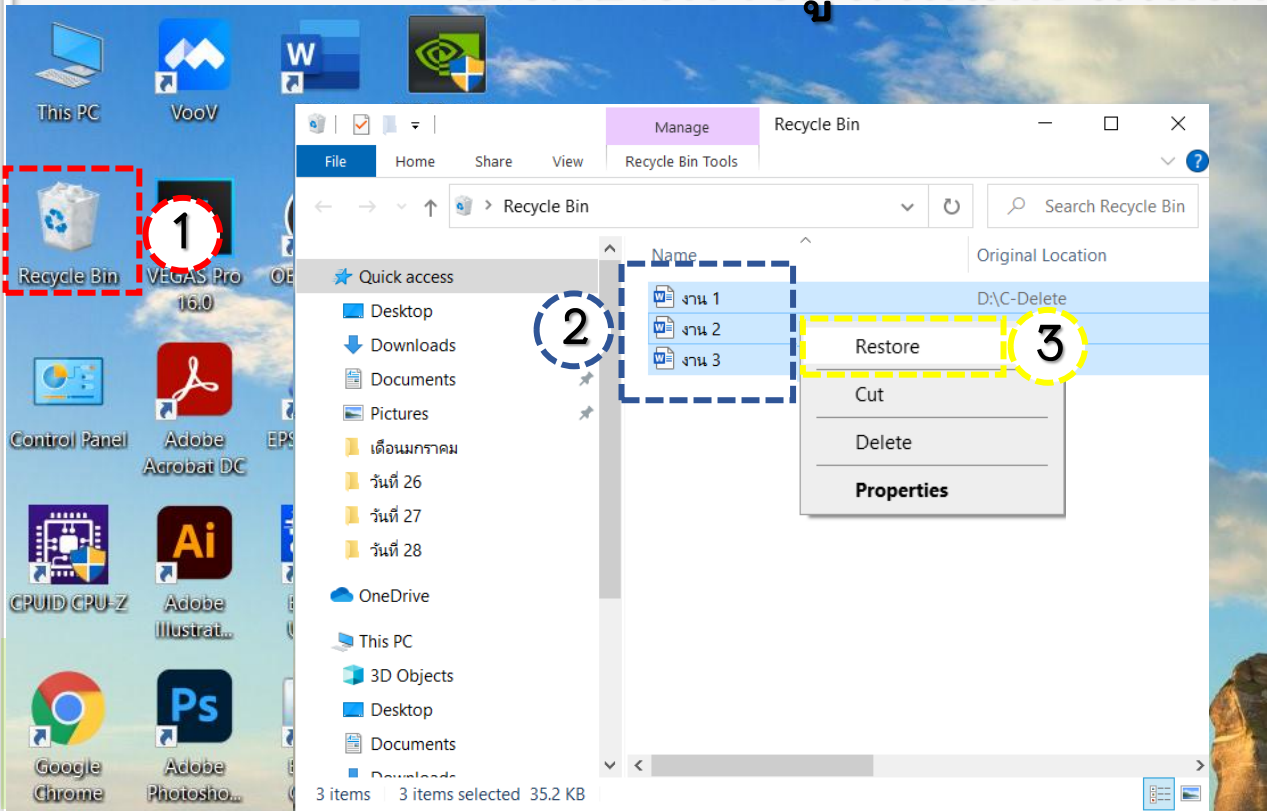 This PC
VooV
Recycle Bin
1
VEGAS Pro
16.0
Control Panel
Adobe
Acrobat DC
CPUID CPU-Z
Ai
Adobe
Illustrat...
Google
Chrome
Ps
Adobe
Photosho...
W
Manage
Recycle Bin
File
Home
Share
View
Recycle Bin Tools
?
Recycle Bin
Search Recycle Bin
Quick access
Desktop
Downloads
Documents
Pictures
เดือนมกราคม
วันที่ 26
วันที่ 27
วันที่ 28
OneDrive
This PC
3D Objects
Desktop
Documents
Downloads
Name
Original Location
2
งาน 1
D:\C-Delete
งาน 2
งาน 3
Restore
3
Cut
Delete
Properties
3 items
3 items selected 35.2 KB